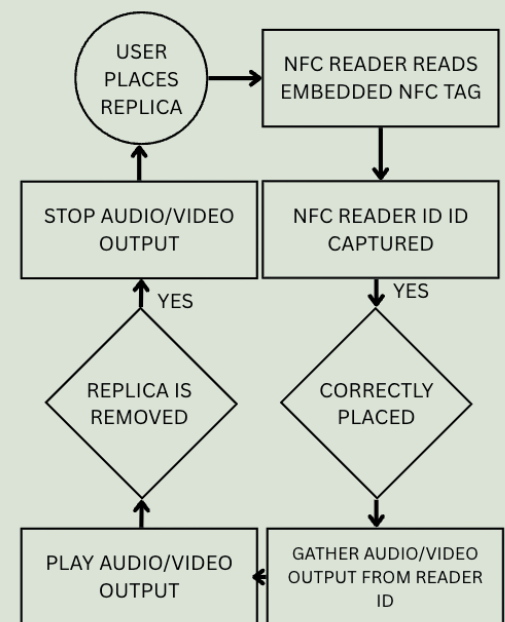 USER
PLACES
REPLICA
NFC READER READS
EMBEDDED NFC TAG
NFC READER ID ID
CAPTURED
YES
CORRECTLY
PLACED
GATHER AUDIO/VIDEO
OUTPUT FROM READER
ID
PLAY AUDIO/VIDEO
OUTPUT
REPLICA IS
REMOVED
YES
STOP AUDIO/VIDEO
OUTPUT